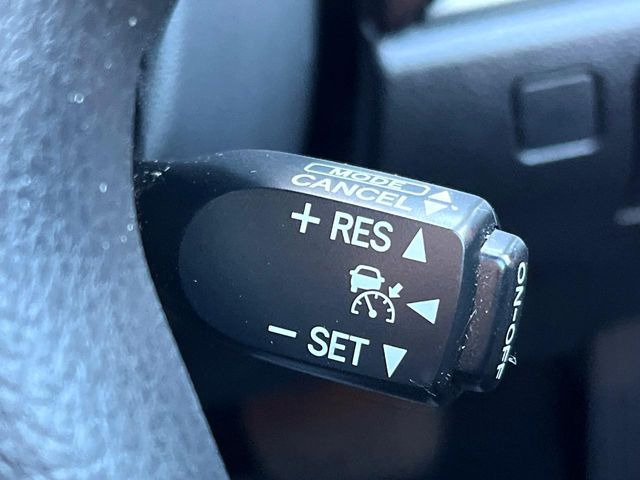 MODE
CANCEL
+ RES
- SET
ON-OFF